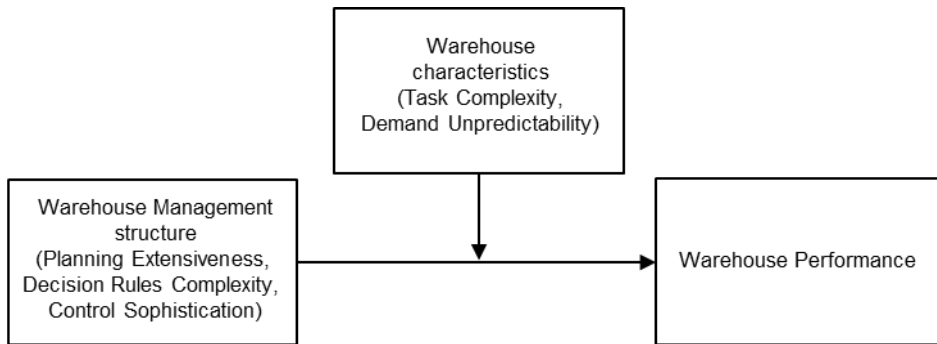 Warehouse
characteristics
(Task Complexity,
Demand Unpredictability)
Warehouse Management
structure
(Planning Extensiveness,
Decision Rules Complexity,
Control Sophistication)
Warehouse Performance